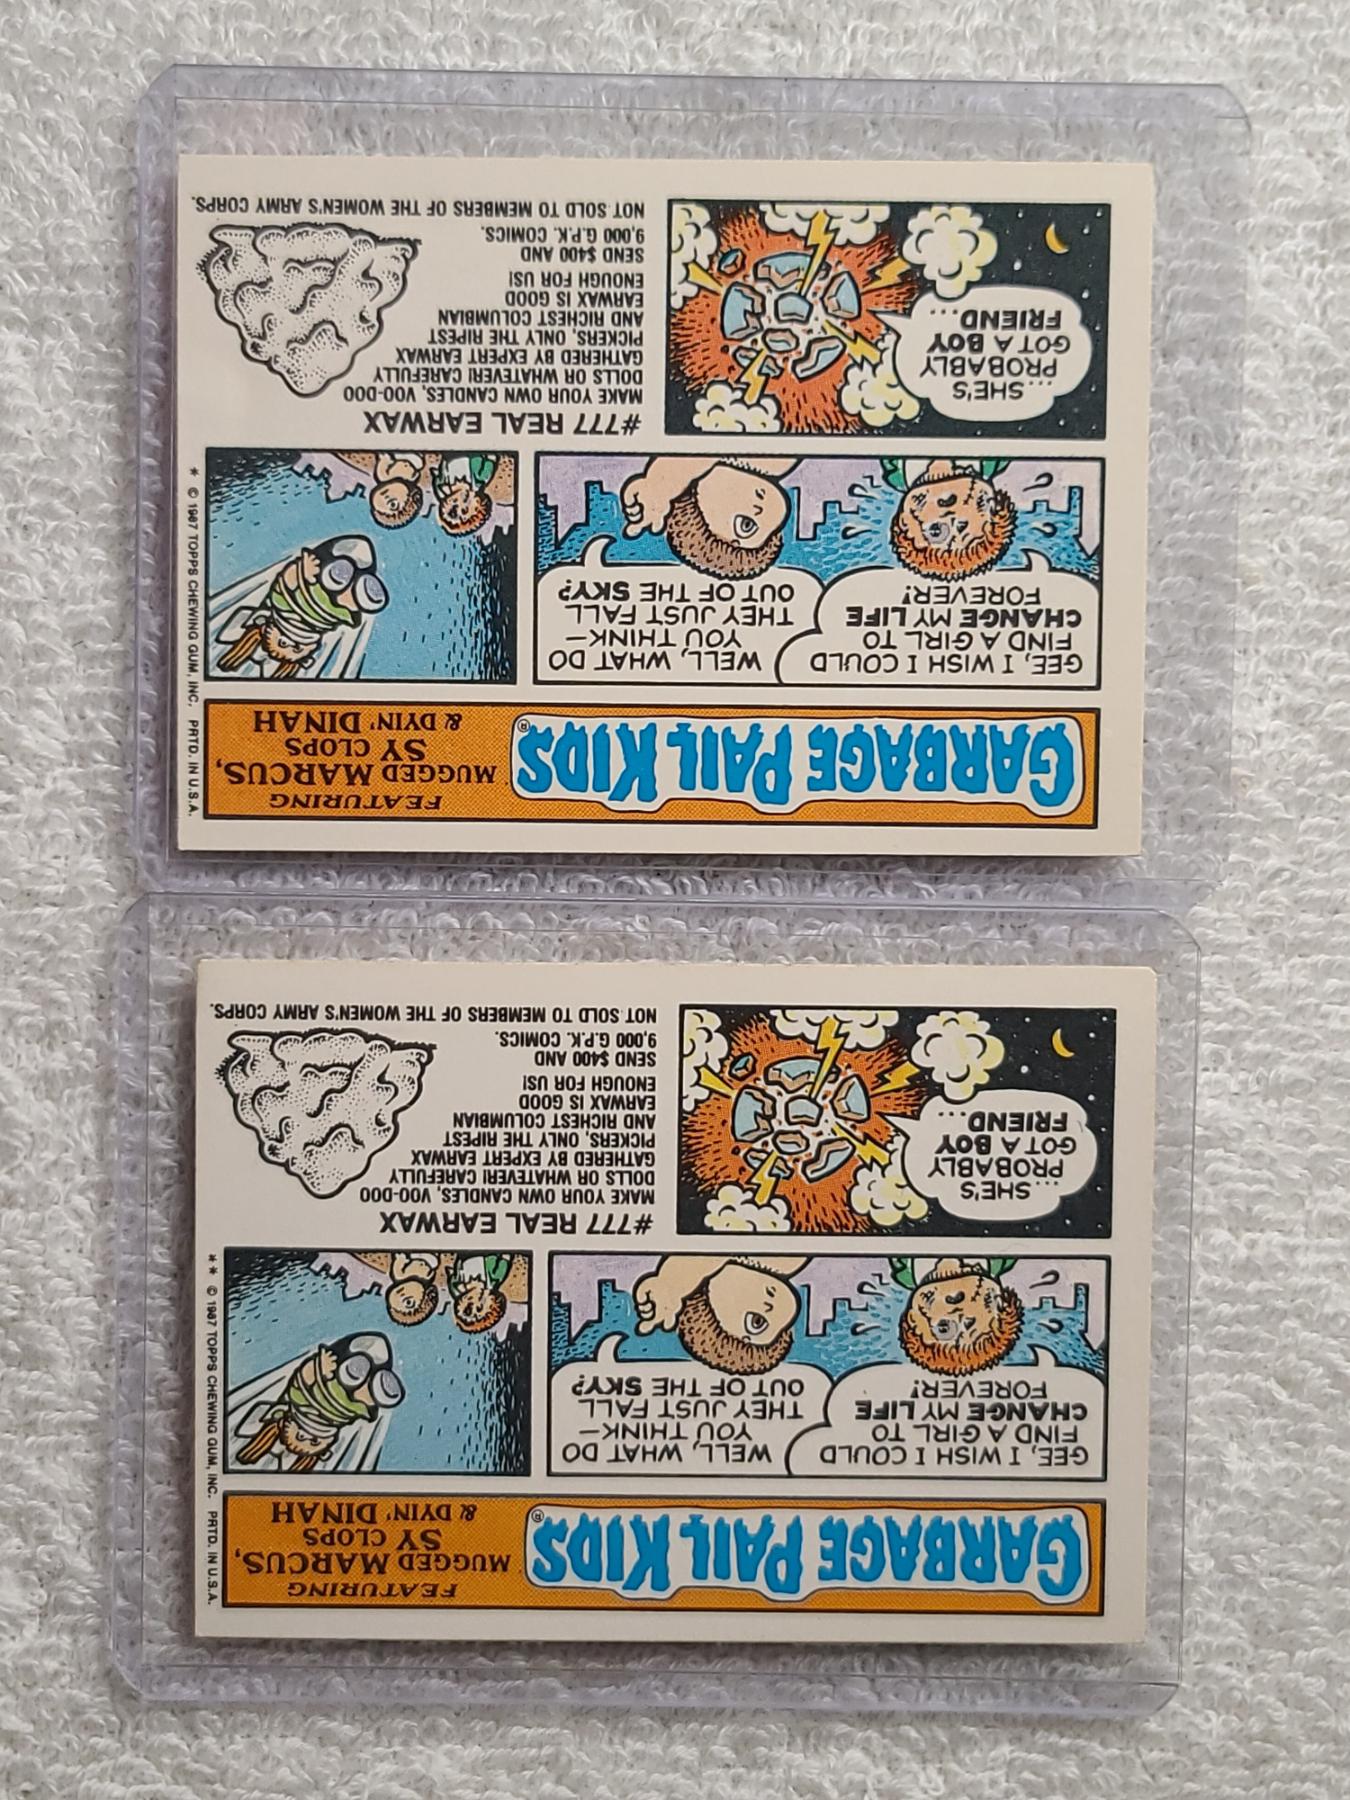 GARBAGE PAIL KIDS®
FEATURING
MUGGED MARCUS,
SY CLOPS
& DYIN' DINAH
GEE, I WISH I COULD
FIND A GIRL TO
CHANGE MY LIFE
FOREVER!
WELL, WHAT DO
YOU THINK—
THEY JUST FALL
OUT OF THE SKY?
...SHE'S
PROBABLY
GOT A BOY
FRIEND...
#777 REAL EARWAX
MAKE YOUR OWN CANDLES, VOO-DOO
DOLLS OR WHATEVER! CAREFULLY
GATHERED BY EXPERT EARWAX
PICKERS, ONLY THE RIPEST
AND RICHEST COLUMBIAN
EARWAX IS GOOD
ENOUGH FOR US!
SEND $400 AND
9,000 G.P.K. COMICS.
NOT SOLD TO MEMBERS OF THE WOMEN'S ARMY CORPS.
* © 1987 TOPPS CHEWING GUM, INC. PRTD. IN U.S.A.
GARBAGE PAIL KIDS®
FEATURING
MUGGED MARCUS,
SY CLOPS
& DYIN' DINAH
GEE, I WISH I COULD
FIND A GIRL TO
CHANGE MY LIFE
FOREVER!
WELL, WHAT DO
YOU THINK—
THEY JUST FALL
OUT OF THE SKY?
...SHE'S
PROBABLY
GOT A BOY
FRIEND...
#777 REAL EARWAX
MAKE YOUR OWN CANDLES, VOO-DOO
DOLLS OR WHATEVER! CAREFULLY
GATHERED BY EXPERT EARWAX
PICKERS, ONLY THE RIPEST
AND RICHEST COLUMBIAN
EARWAX IS GOOD
ENOUGH FOR US!
SEND $400 AND
9,000 G.P.K. COMICS.
NOT SOLD TO MEMBERS OF THE WOMEN'S ARMY CORPS.
* * © 1987 TOPPS CHEWING GUM, INC. PRTD. IN U.S.A.